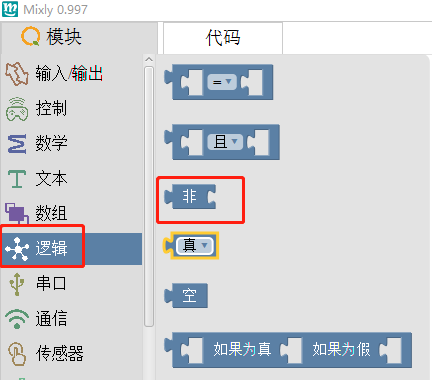 Mixly 0.997
模块
代码
输入/输出
控制
数学
文本
数组
逻辑
串口
通信
传感器
=
且
非
真
空
如果为真 如果为假